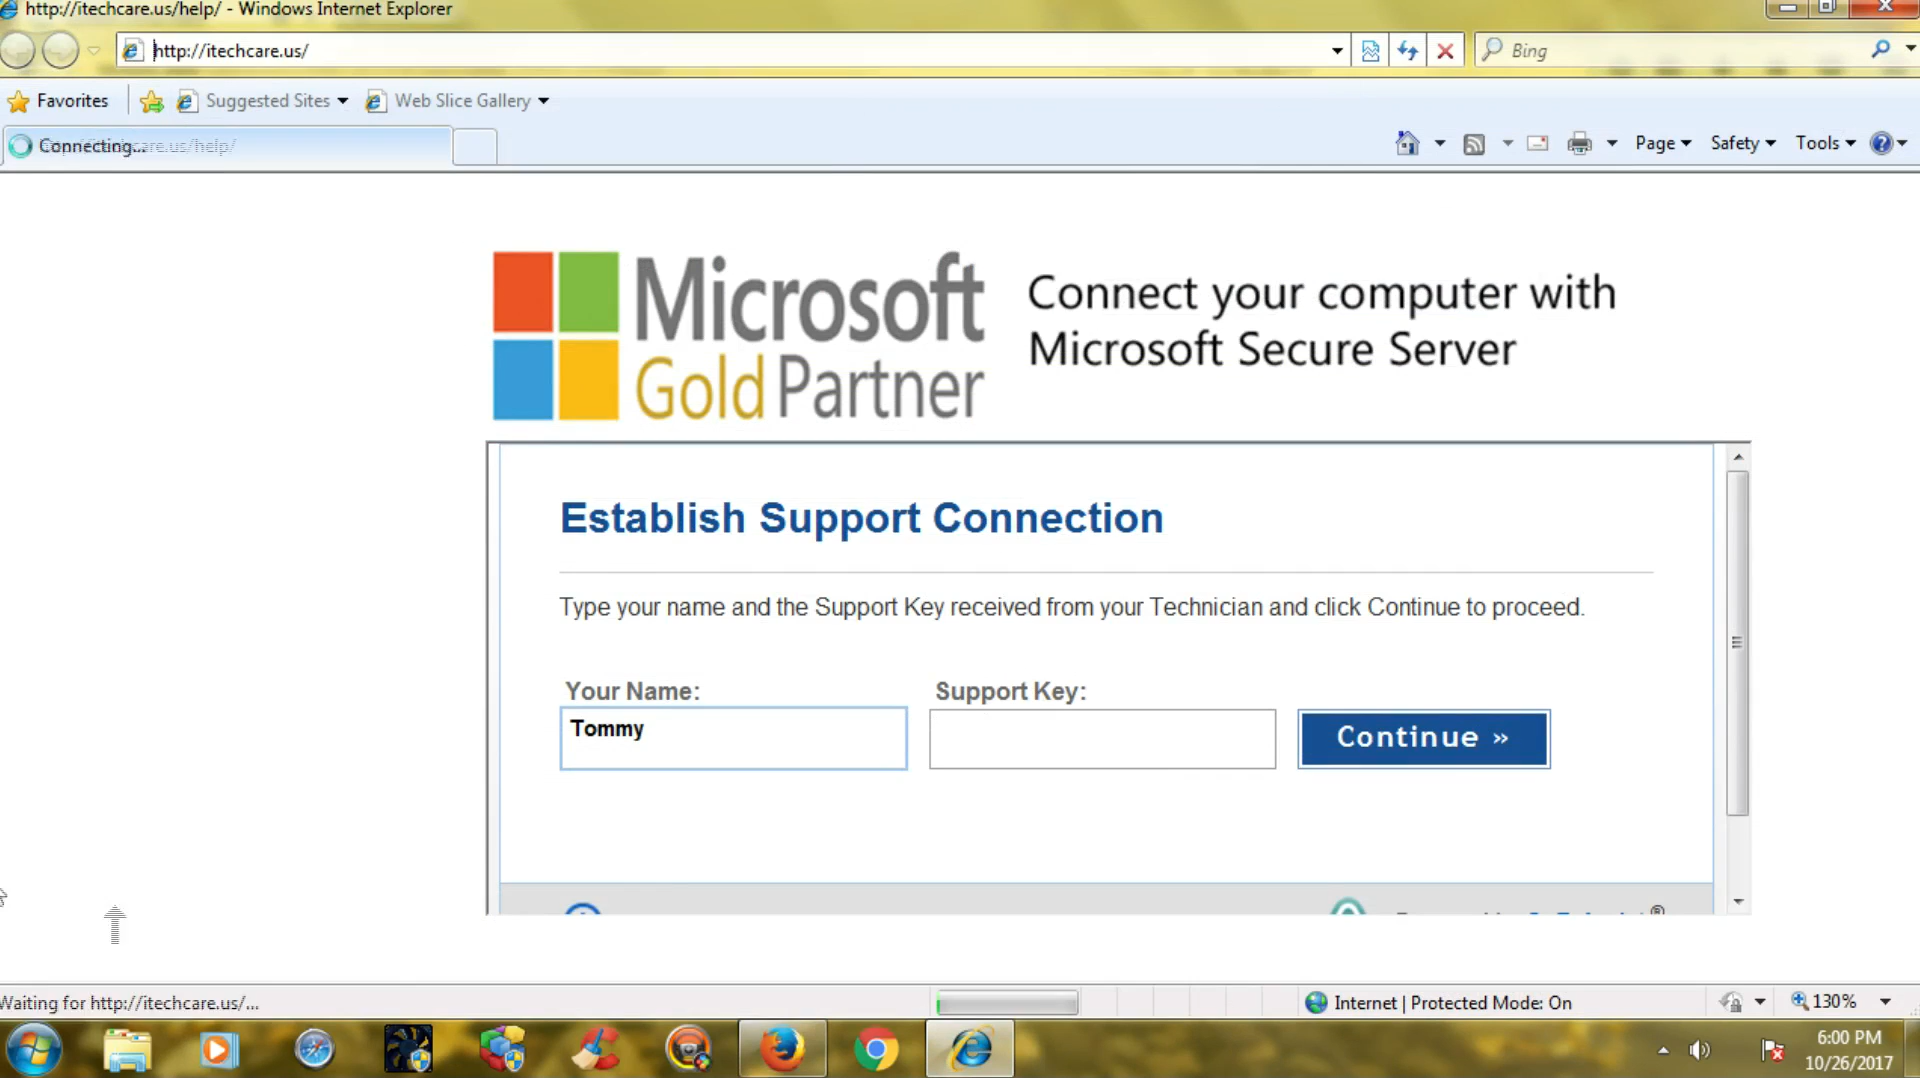 http://itechcare.us/help/ - Windows Internet Explorer
http://itechcare.us/
Bing
Favorites
Suggested Sites
Web Slice Gallery
Connecting...
Page
Safety
Tools
Microsoft
Gold Partner
Connect your computer with
Microsoft Secure Server
Establish Support Connection
Type your name and the Support Key received from your Technician and click Continue to proceed.
Your Name:
Support Key:
Tommy
Continue »
Waiting for http://itechcare.us/...
Internet | Protected Mode: On
130%
6:00 PM
10/26/2017